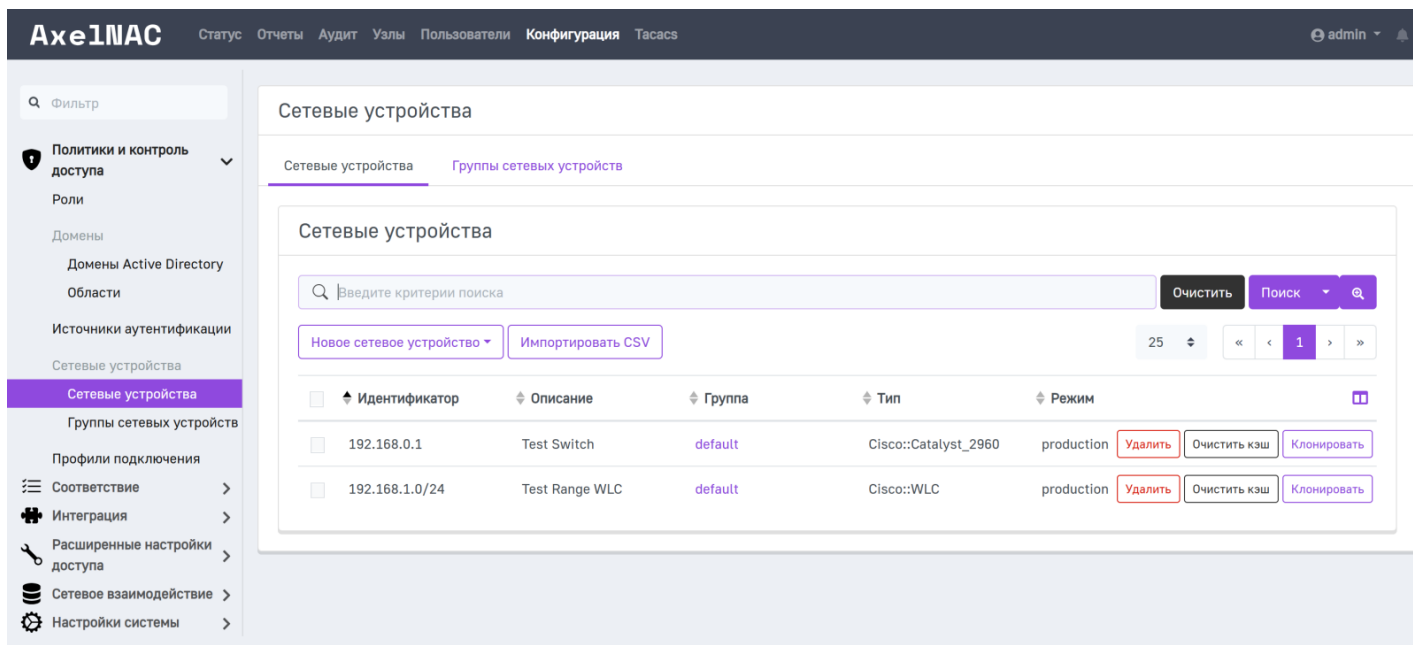 AxelNAC Статус Отчеты Аудит Узлы Пользователи Конфигурация Tacacs admin
Фильтр
Политики и контроль
доступа
Роли
Домены
Домены Active Directory
Области
Источники аутентификации
Сетевые устройства
Сетевые устройства
Группы сетевых устройств
Профили подключения
Соответствие
Интеграция
Расширенные настройки
доступа
Сетевое взаимодействие
Настройки системы
Сетевые устройства
Сетевые устройства Группы сетевых устройств
Сетевые устройства
Введите критерии поиска Очистить Поиск
Новое сетевое устройство Импортировать CSV 25 « ‹ 1 › »
Идентификатор Описание Группа Тип Режим
192.168.0.1 Test Switch default Cisco::Catalyst_2960 production Удалить Очистить кэш Клонировать
192.168.1.0/24 Test Range WLC default Cisco::WLC production Удалить Очистить кэш Клонировать